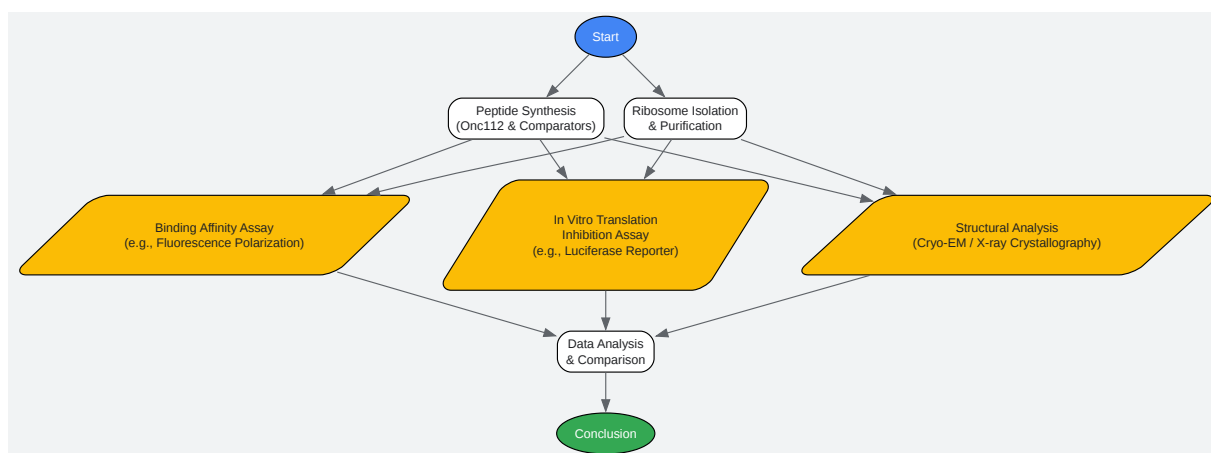 Start
Peptide Synthesis
(Onc112 & Comparators)
Ribosome Isolation
& Purification
Binding Affinity Assay
(e.g., Fluorescence Polarization)
In Vitro Translation
Inhibition Assay
(e.g., Luciferase Reporter)
Structural Analysis
(Cryo-EM / X-ray Crystallography)
Data Analysis
& Comparison
Conclusion